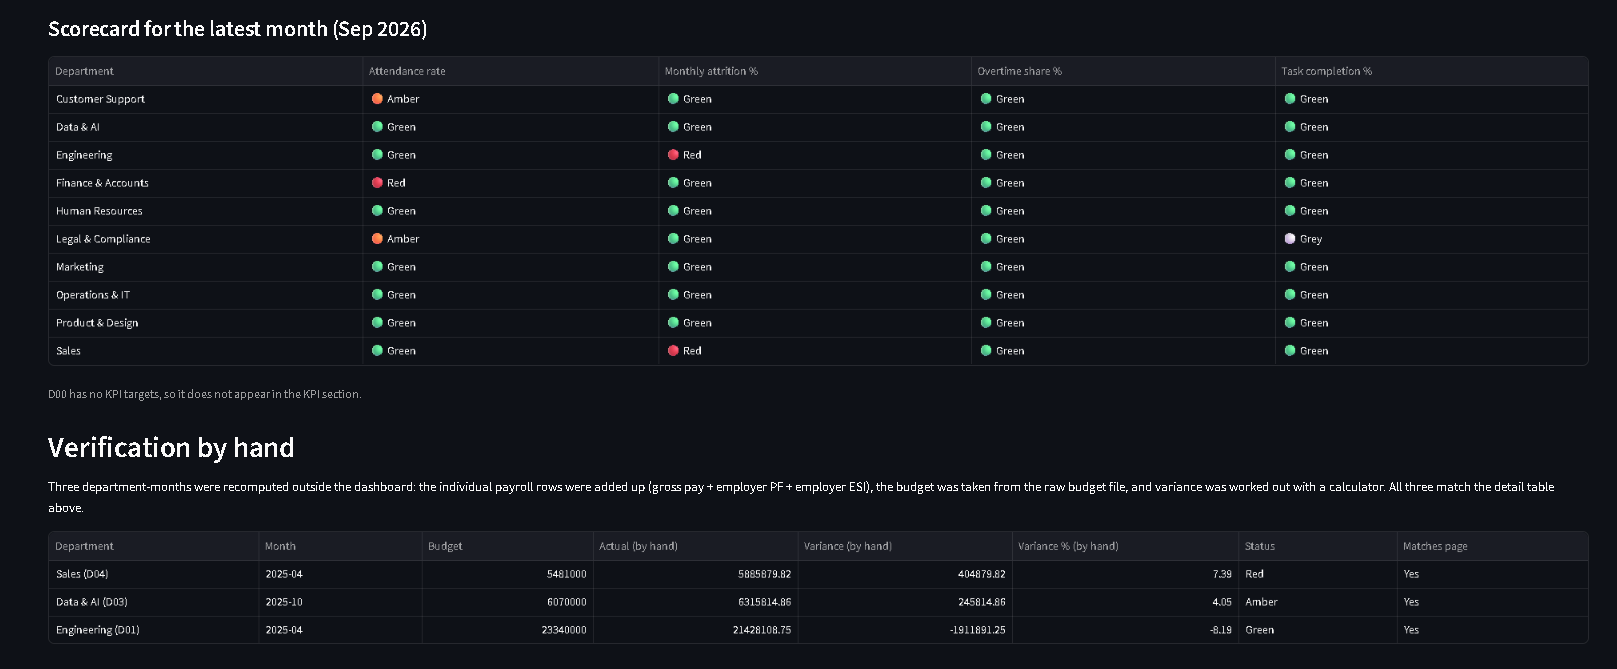 Scorecard for the latest month (Sep 2026)
Department Attendance rate Monthly attrition % Overtime share % Task completion %
Customer Support Amber Green Green Green
Data & AI Green Green Green Green
Engineering Green Red Green Green
Finance & Accounts Red Green Green Green
Human Resources Green Green Green Green
Legal & Compliance Amber Green Green Grey
Marketing Green Green Green Green
Operations & IT Green Green Green Green
Product & Design Green Green Green Green
Sales Green Red Green Green
D00 has no KPI targets, so it does not appear in the KPI section.
Verification by hand
Three department-months were recomputed outside the dashboard: the individual payroll rows were added up (gross pay + employer PF + employer ESI), the budget was taken from the raw budget file, and variance was worked out with a calculator. All three match the detail table
above.
Department Month Budget Actual (by hand) Variance (by hand) Variance % (by hand) Status Matches page
Sales (D04) 2025-04 5481000 5885879.82 404879.82 7.39 Red Yes
Data & AI (D03) 2025-10 6070000 6315814.86 245814.86 4.05 Amber Yes
Engineering (D01) 2025-04 23340000 21428108.75 -1911891.25 -8.19 Green Yes